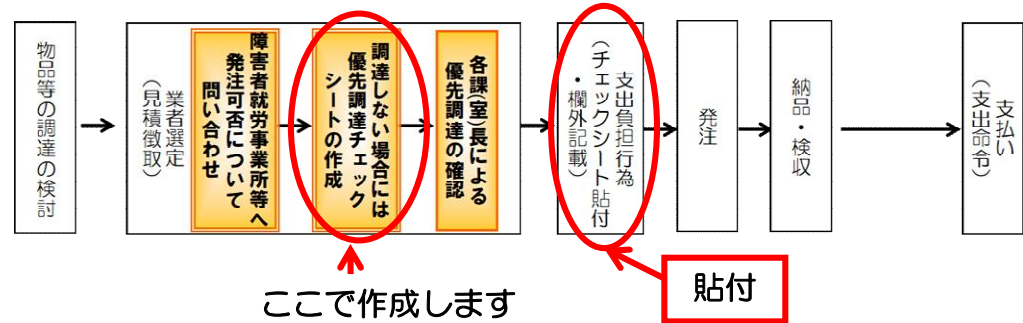 物品等の調達の検討
業者選定
（見積徴取）
障害者就労事業所等へ
発注可否について
問い合わせ
調達しない場合には
優先調達チェック
シートの作成
各課（室）長による
優先調達の確認
支出負担行為
（チェックシート貼付
・欄外記載）
発注
納品・検収
支払い
（支出命令）
ここで作成します
貼付